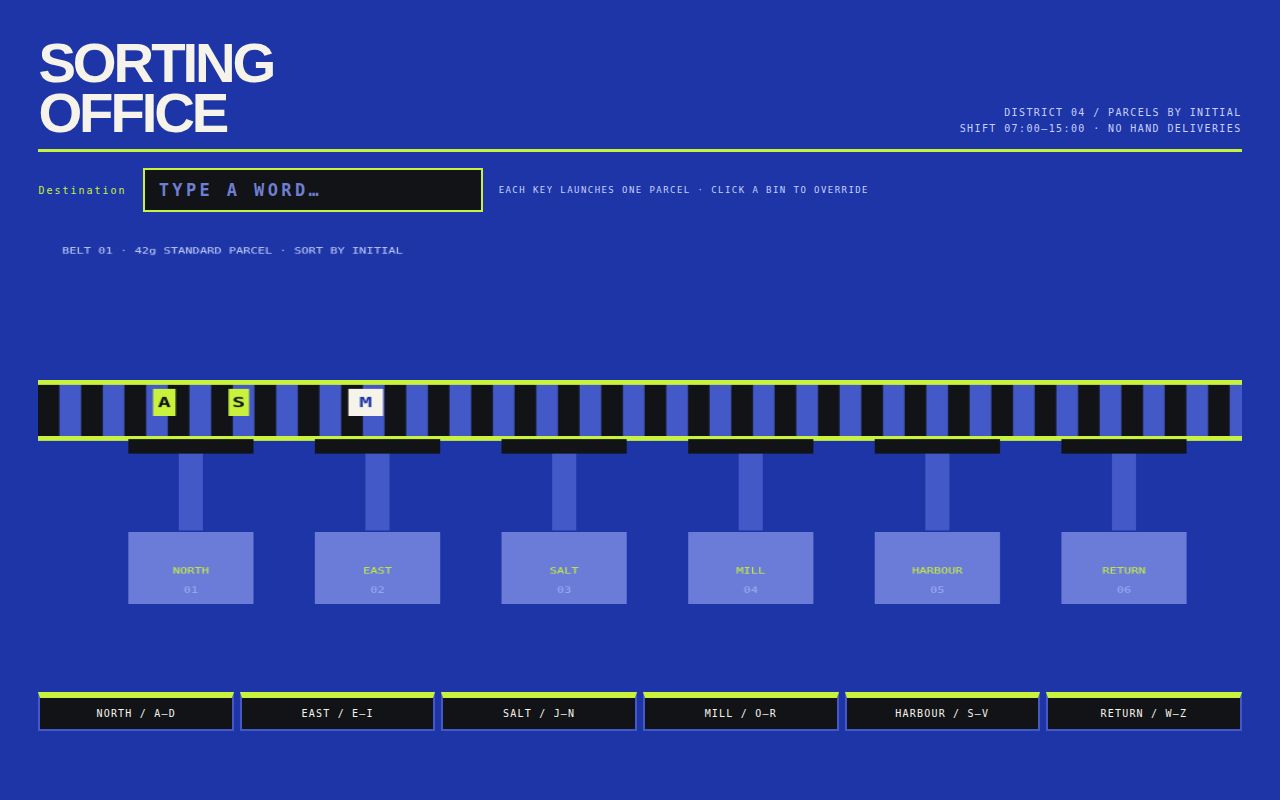 SORTING
OFFICE
DISTRICT 04 / PARCELS BY INITIAL
SHIFT 07:00—15:00 · NO HAND DELIVERIES
Destination
TYPE A WORD…
EACH KEY LAUNCHES ONE PARCEL · CLICK A BIN TO OVERRIDE
BELT 01 · 42g STANDARD PARCEL · SORT BY INITIAL
A S M
NORTH EAST SALT MILL HARBOUR RETURN
01 02 03 04 05 06
NORTH / A–D
EAST / E–I
SALT / J–N
MILL / O–R
HARBOUR / S–V
RETURN / W–Z